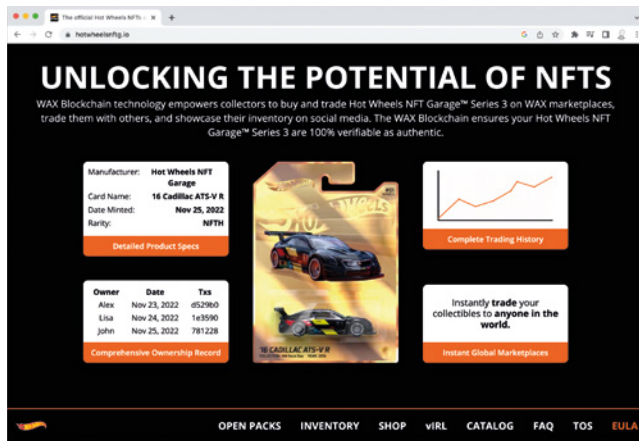 The official Hot Wheels NFTs
hotwheelsnftg.io
UNLOCKING THE POTENTIAL OF NFTS
WAX Blockchain technology empowers collectors to buy and trade Hot Wheels NFT Garage™ Series 3 on WAX marketplaces,
trade them with others, and showcase their inventory on social media. The WAX Blockchain ensures your Hot Wheels NFT
Garage™ Series 3 are 100% verifiable as authentic.
Manufacturer: Hot Wheels NFT
Garage
Card Name: 16 Cadillac ATS-V R
Date Minted: Nov 25, 2022
Rarity: NFTH
Detailed Product Specs
Owner Date Txs
Alex Nov 23, 2022 d529b0
Lisa Nov 24, 2022 1e3590
John Nov 25, 2022 781228
Comprehensive Ownership Record
'16 CADILLAC ATS-V R
Complete Trading History
Instantly trade your
collectibles to anyone in the
world.
Instant Global Marketplaces
OPEN PACKS INVENTORY SHOP vIRL CATALOG FAQ TOS EULA